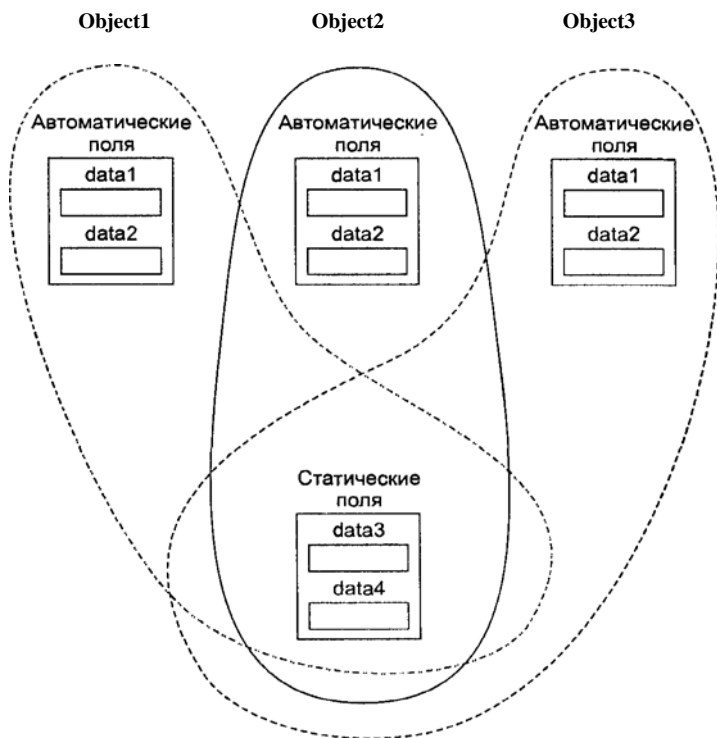 Object1 Object2 Object3
Автоматические поля
data1
data2
Автоматические поля
data1
data2
Автоматические поля
data1
data2
Статические поля
data3
data4